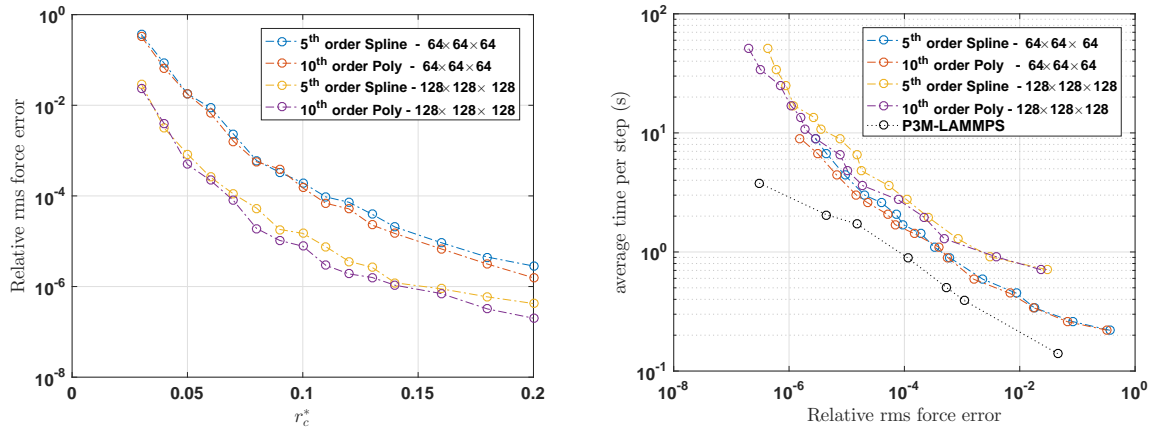 10^0
10^-2
10^-4
10^-6
10^-8
Relative rms force error
0
0.05
0.1
0.15
0.2
r_c^*
5^th order Spline - 64×64×64
10^th order Poly - 64×64×64
5^th order Spline - 128×128× 128
10^th order Poly - 128×128× 128
10^2
10^1
10^0
10^-1
average time per step (s)
10^-8
10^-6
10^-4
10^-2
10^0
Relative rms force error
5^th order Spline - 64×64× 64
10^th order Poly - 64×64× 64
5^th order Spline - 128×128× 128
10^th order Poly - 128×128× 128
P3M-LAMMPS